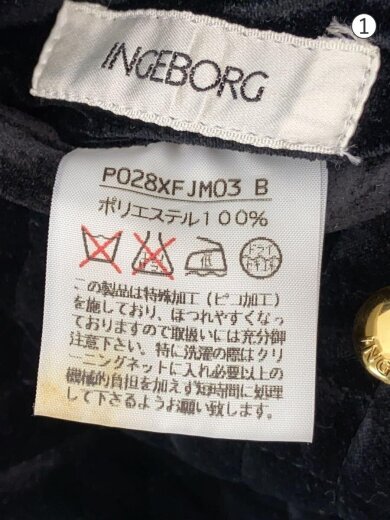 ①
INGEBORG
P028XFJM03 B
ポリエステル100%
低
この製品は特殊加工(ピコ加工)
を施しており、ほつれやすくなっ
ておりますので取扱いには充分御
注意下さい。特に洗濯の際はクリ
ーニングネットに入れ必要以上の
機械的負担を加えず短時間に処理
して下さるようお願い致します。